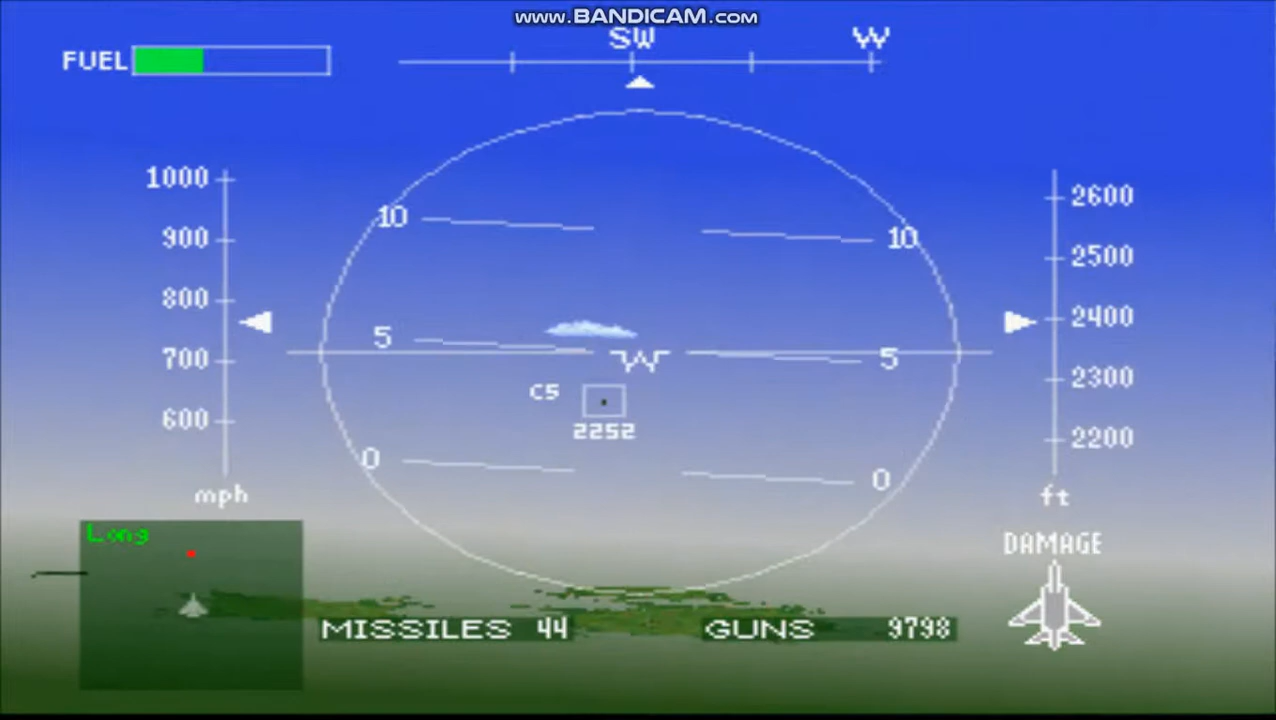 www.BANDICAM.com
SW W
FUEL
1000
900
800
700
600
mph
10 10
5 5
0 0
C5
2252
2600
2500
2400
2300
2200
ft
Long
DAMAGE
MISSILES 44
GUNS 9798